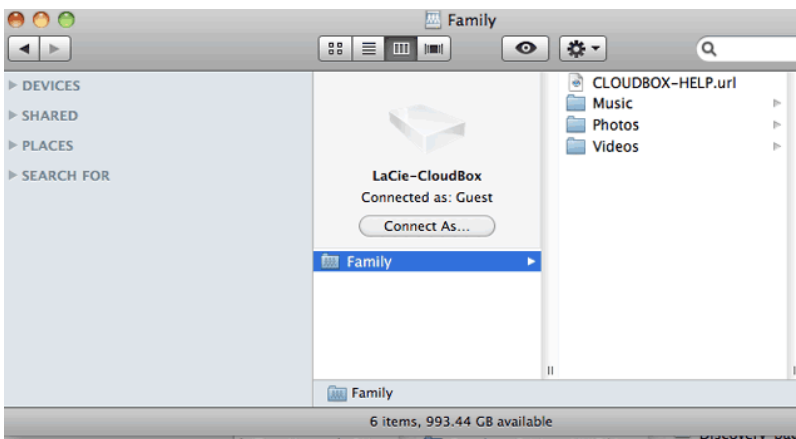 Family
DEVICES
SHARED
PLACES
SEARCH FOR
LaCie-CloudBox
Connected as: Guest
Connect As...
Family
CLOUDBOX-HELP.url
Music
Photos
Videos
Family
6 items, 993.44 GB available